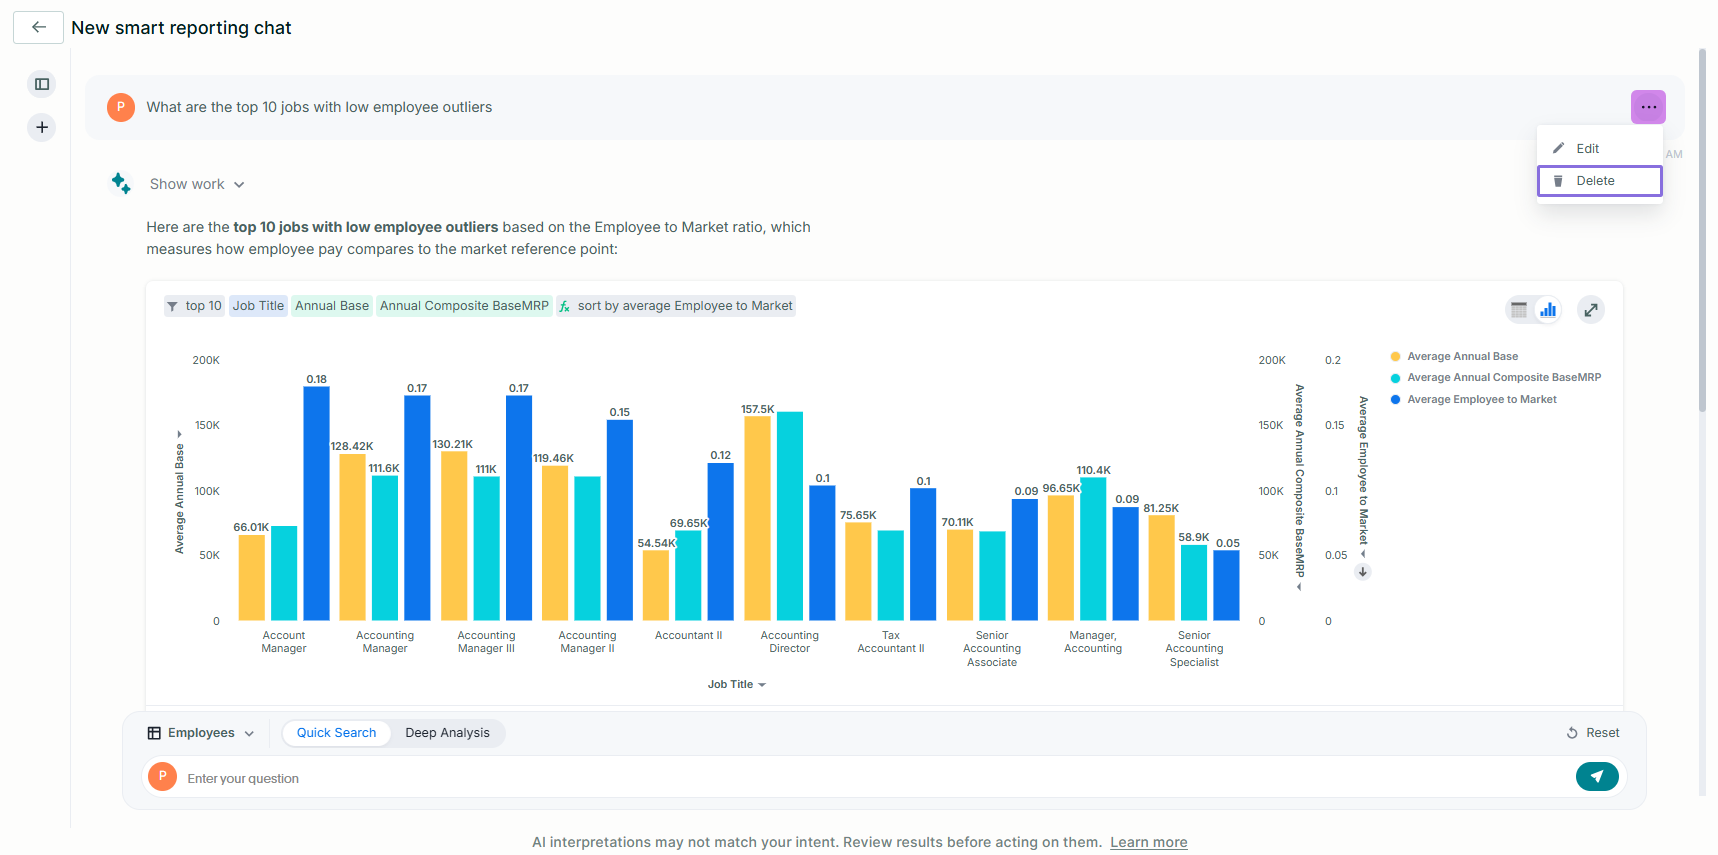 New smart reporting chat
P
What are the top 10 jobs with low employee outliers
Edit
AM
Delete
Show work
Here are the top 10 jobs with low employee outliers based on the Employee to Market ratio, which
measures how employee pay compares to the market reference point:
top 10
Job Title
Annual Base
Annual Composite BaseMRP
fx
sort by average Employee to Market
Average Annual Base
Average Annual Composite BaseMRP
Average Employee to Market
200K
150K
100K
50K
0
Average Annual Base
66.01K
0.18
128.42K
111.6K
0.17
130.21K
111K
0.17
119.46K
0.15
54.54K
69.65K
0.12
157.5K
0.1
75.65K
0.1
70.11K
0.09
96.65K
110.4K
0.09
81.25K
58.9K
0.05
200K
150K
100K
50K
0
Average Annual Composite BaseMRP
0.2
0.15
0.1
0.05
0
Average Employee to Market
Account
Manager
Accounting
Manager
Accounting
Manager III
Accounting
Manager II
Accountant II
Accounting
Director
Tax
Accountant II
Senior
Accounting
Associate
Manager,
Accounting
Senior
Accounting
Specialist
Job Title
Employees
Quick Search
Deep Analysis
Reset
P
Enter your question
AI interpretations may not match your intent. Review results before acting on them. Learn more